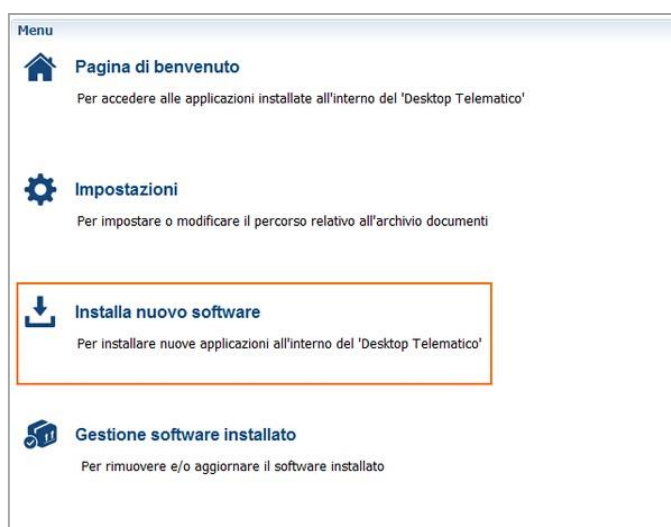 Menu
Pagina di benvenuto
Per accedere alle applicazioni installate all'interno del 'Desktop Telematico'
Impostazioni
Per impostare o modificare il percorso relativo all'archivio documenti
Installa nuovo software
Per installare nuove applicazioni all'interno del 'Desktop Telematico'
Gestione software installato
Per rimuovere e/o aggiornare il software installato